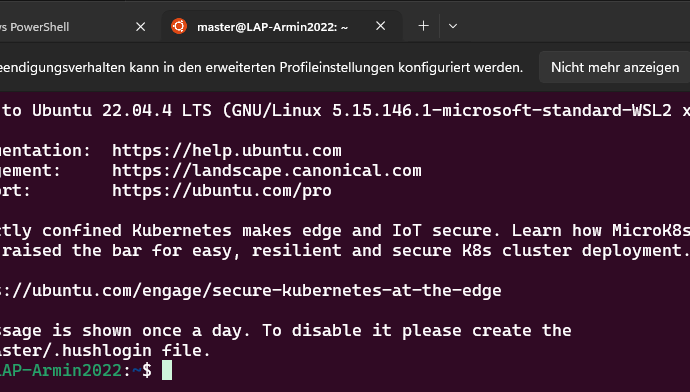 ws PowerShell
master@LAP-Armin2022: ~
eendigungsverhalten kann in den erweiterten Profileinstellungen konfiguriert werden. Nicht mehr anzeigen
to Ubuntu 22.04.4 LTS (GNU/Linux 5.15.146.1-microsoft-standard-WSL2 x
mentation: https://help.ubuntu.com
gement: https://landscape.canonical.com
ort: https://ubuntu.com/pro
ctly confined Kubernetes makes edge and IoT secure. Learn how MicroK8s
raised the bar for easy, resilient and secure K8s cluster deployment.
s://ubuntu.com/engage/secure-kubernetes-at-the-edge
ssage is shown once a day. To disable it please create the
aster/.hushlogin file.
LAP-Armin2022:~$